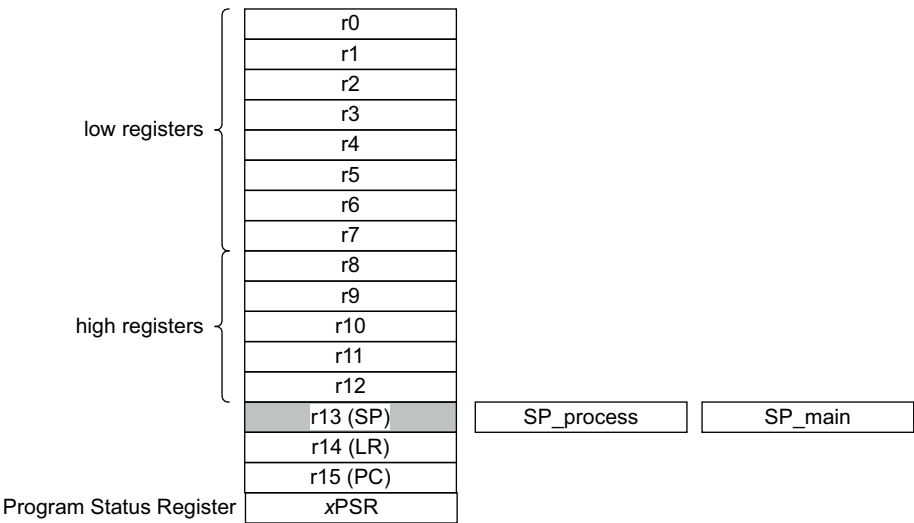 r0
r1
r2
r3
low registers
r4
r5
r6
r7
r8
r9
high registers
r10
r11
r12
r13 (SP)
SP_process
SP_main
r14 (LR)
r15 (PC)
Program Status Register
xPSR